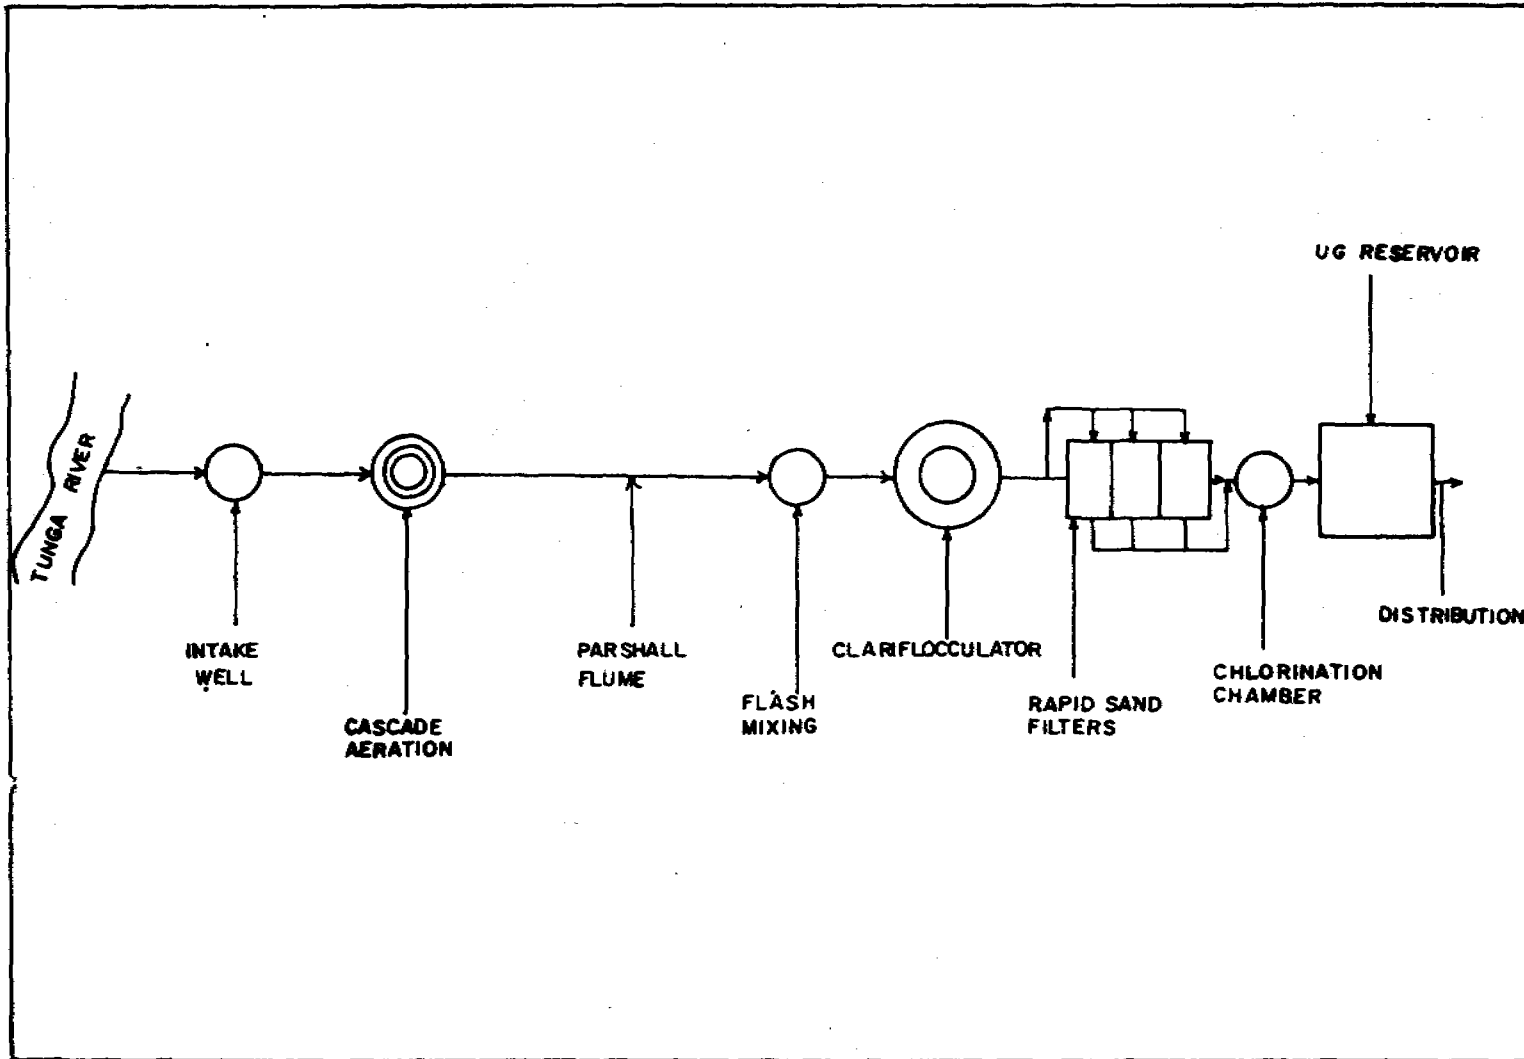 UG RESERVOIR
TUNGA RIVER
INTAKE
WELL
CASCADE
AERATION
PARSHALL
FLUME
FLASH
MIXING
CLARIFLOCCULATOR
RAPID SAND
FILTERS
CHLORINATION
CHAMBER
DISTRIBUTION